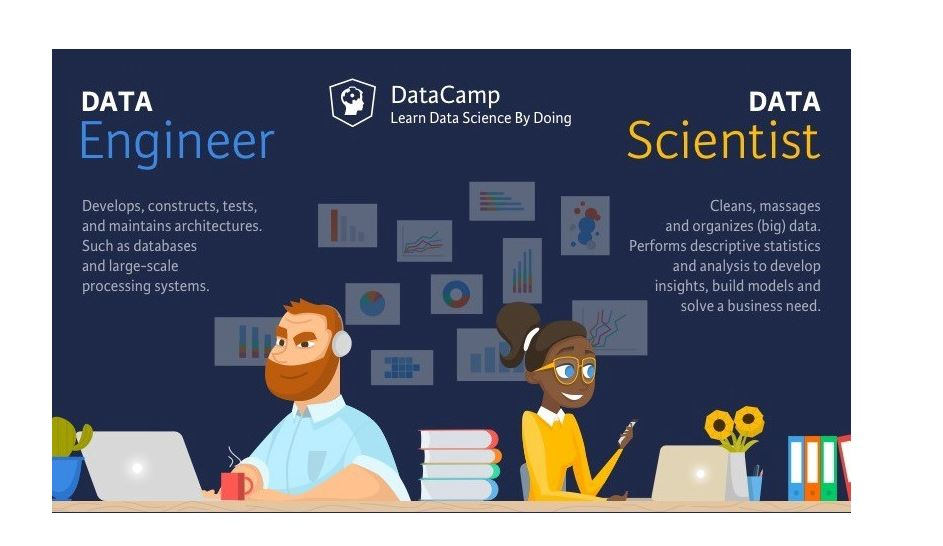 DATA
Engineer
Develops, constructs, tests,
and maintains architectures.
Such as databases
and large-scale
processing systems.
DataCamp
Learn Data Science By Doing
DATA
Scientist
Cleans, massages
and organizes (big) data.
Performs descriptive statistics
and analysis to develop
insights, build models and
solve a business need.